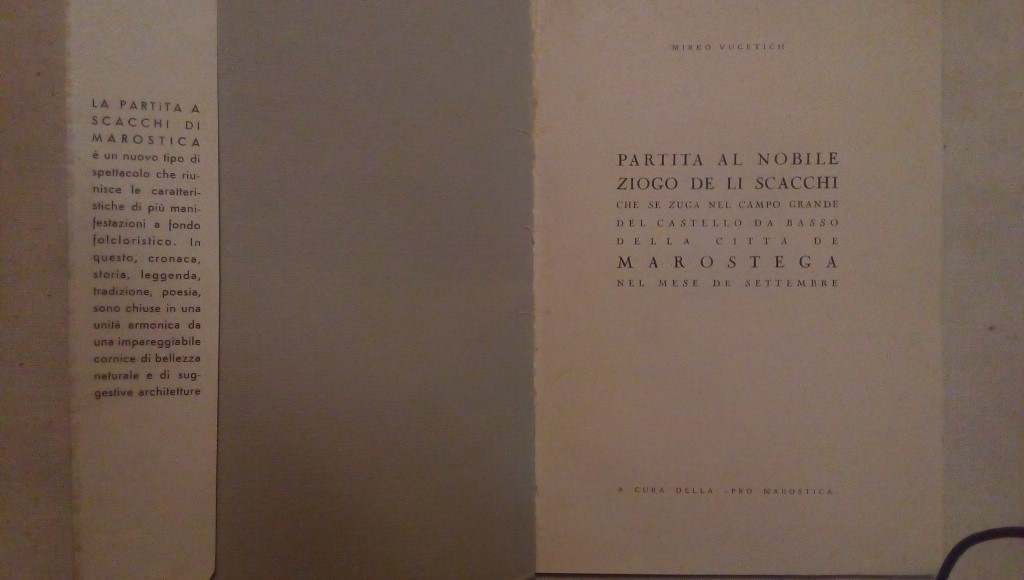 LA PARTITA A
SCACCHI DI
MAROSTICA
è un nuovo tipo di
spettacolo che riu-
nisce le caratteri-
stiche di più mani-
festazioni a fondo
folcloristico. In
questo, cronaca,
storia, leggenda,
tradizione, poesia,
sono chiuse in una
unità armonica da
una impareggiabile
cornice di bellezza
naturale e di sug-
gestive architetture
MIRKO VUCETICH
PARTITA AL NOBILE
ZIOGO DE LI SCACCHI
CHE SE ZUGA NEL CAMPO GRANDE
DEL CASTELLO DA BASSO
DELLA CITTÀ DE
MAROSTEGA
NEL MESE DE SETTEMBRE
A CURA DELLA «PRO MAROSTICA»